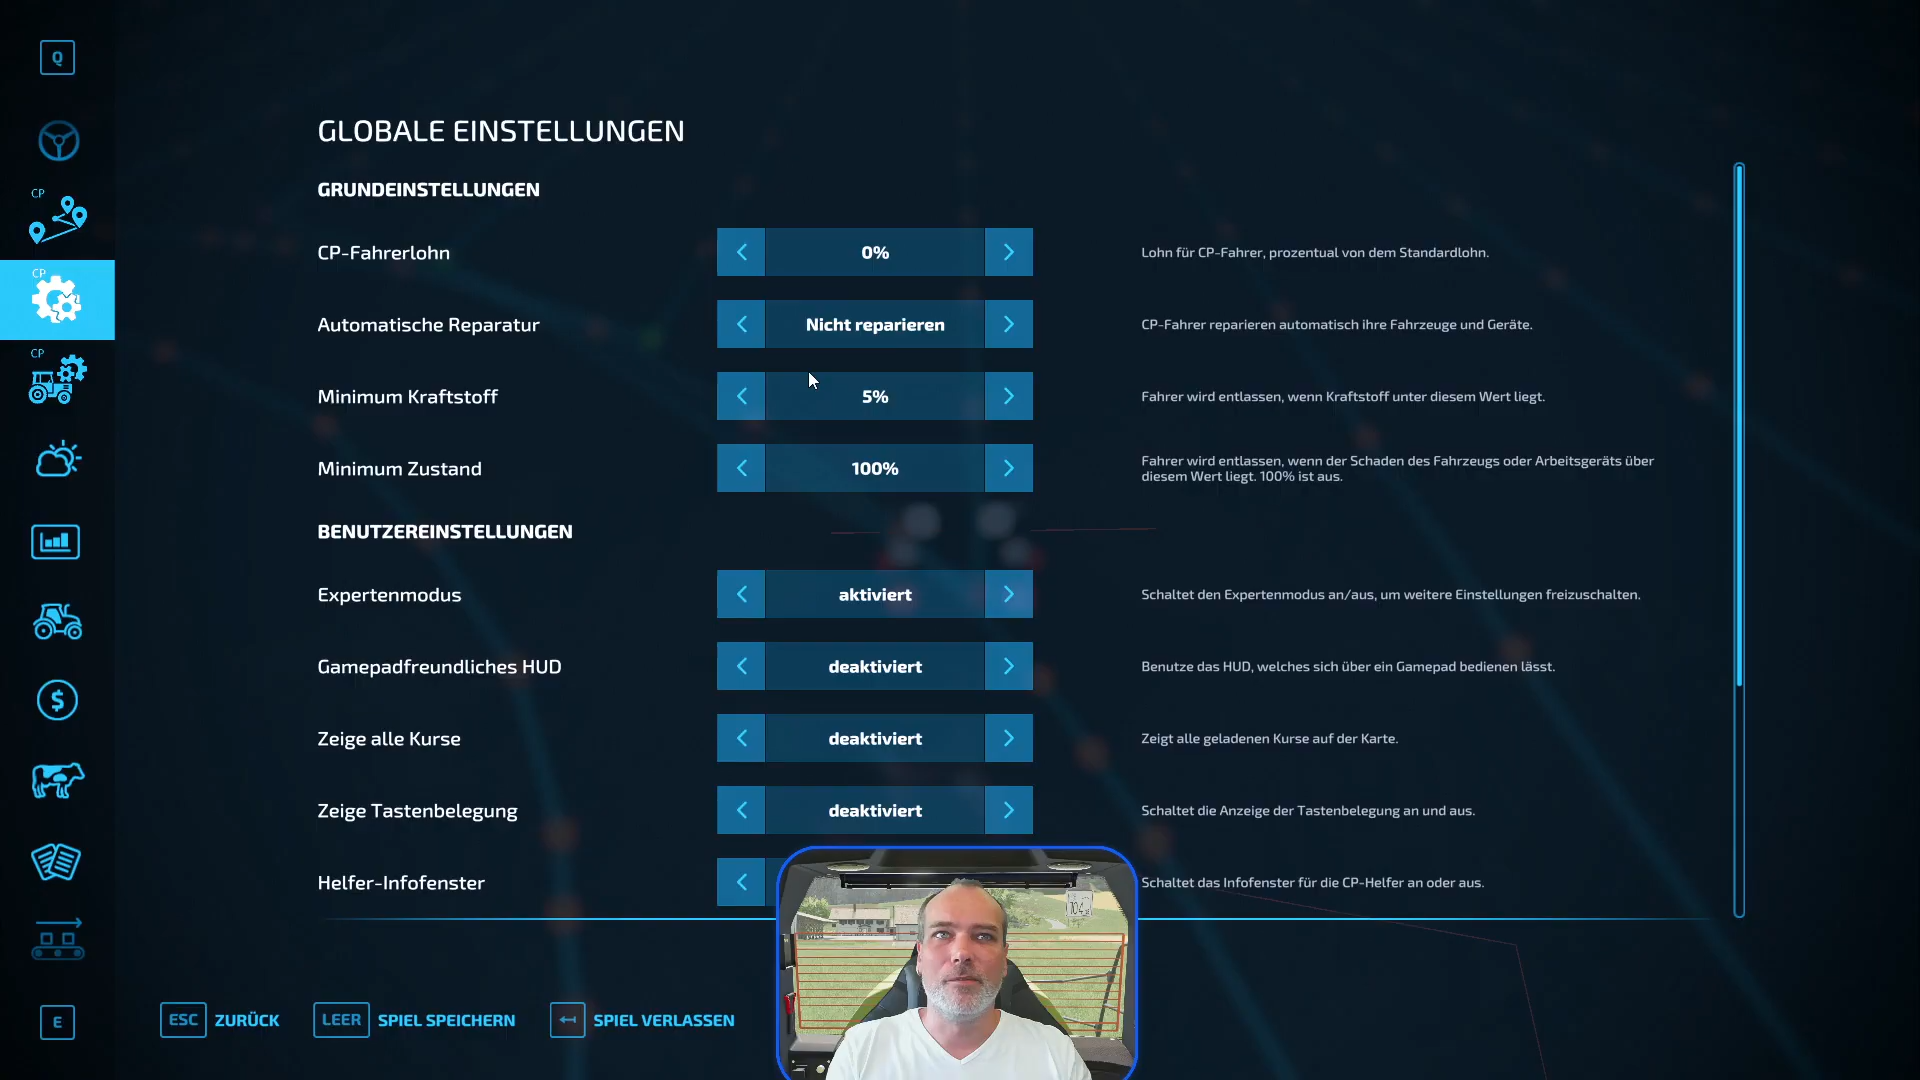 Q
GLOBALE EINSTELLUNGEN
GRUNDEINSTELLUNGEN
CP-Fahrerlohn
0%
Lohn für CP-Fahrer, prozentual von dem Standardlohn.
CP
Automatische Reparatur
Nicht reparieren
CP-Fahrer reparieren automatisch ihre Fahrzeuge und Geräte.
CP
Minimum Kraftstoff
5%
Fahrer wird entlassen, wenn Kraftstoff unter diesem Wert liegt.
CP
Minimum Zustand
100%
Fahrer wird entlassen, wenn der Schaden des Fahrzeugs oder Arbeitsgeräts über
diesem Wert liegt. 100% ist aus.
BENUTZEREINSTELLUNGEN
Expertenmodus
aktiviert
Schaltet den Expertenmodus an/aus, um weitere Einstellungen freizuschalten.
Gamepadfreundliches HUD
deaktiviert
Benutze das HUD, welches sich über ein Gamepad bedienen lässt.
Zeige alle Kurse
deaktiviert
Zeigt alle geladenen Kurse auf der Karte.
Zeige Tastenbelegung
deaktiviert
Schaltet die Anzeige der Tastenbelegung an und aus.
Helfer-Infofenster
Schaltet das Infofenster für die CP-Helfer an oder aus.
104
E
ESC ZURÜCK
LEER SPIEL SPEICHERN
SPIEL VERLASSEN